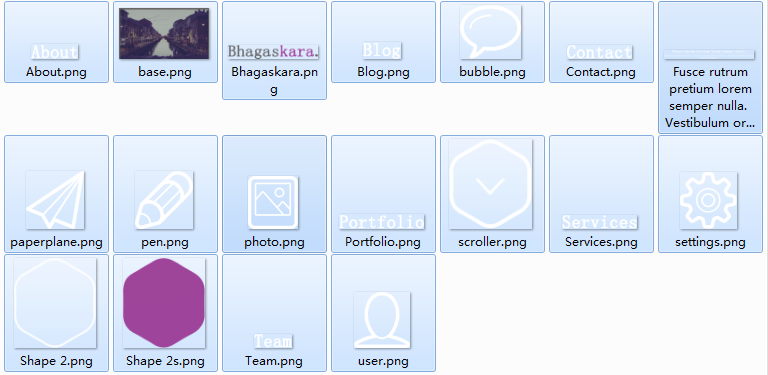 About
Bhagaskara.
Blog
Contact
About.png
base.png
Bhagaskara.pn
g
Blog.png
bubble.png
Contact.png
Fusce rutrum
pretium lorem
semper nulla.
Vestibulum or...
Portfolio
Services
paperplane.png
pen.png
photo.png
Portfolio.png
scroller.png
Services.png
settings.png
Team
Shape 2.png
Shape 2s.png
Team.png
user.png